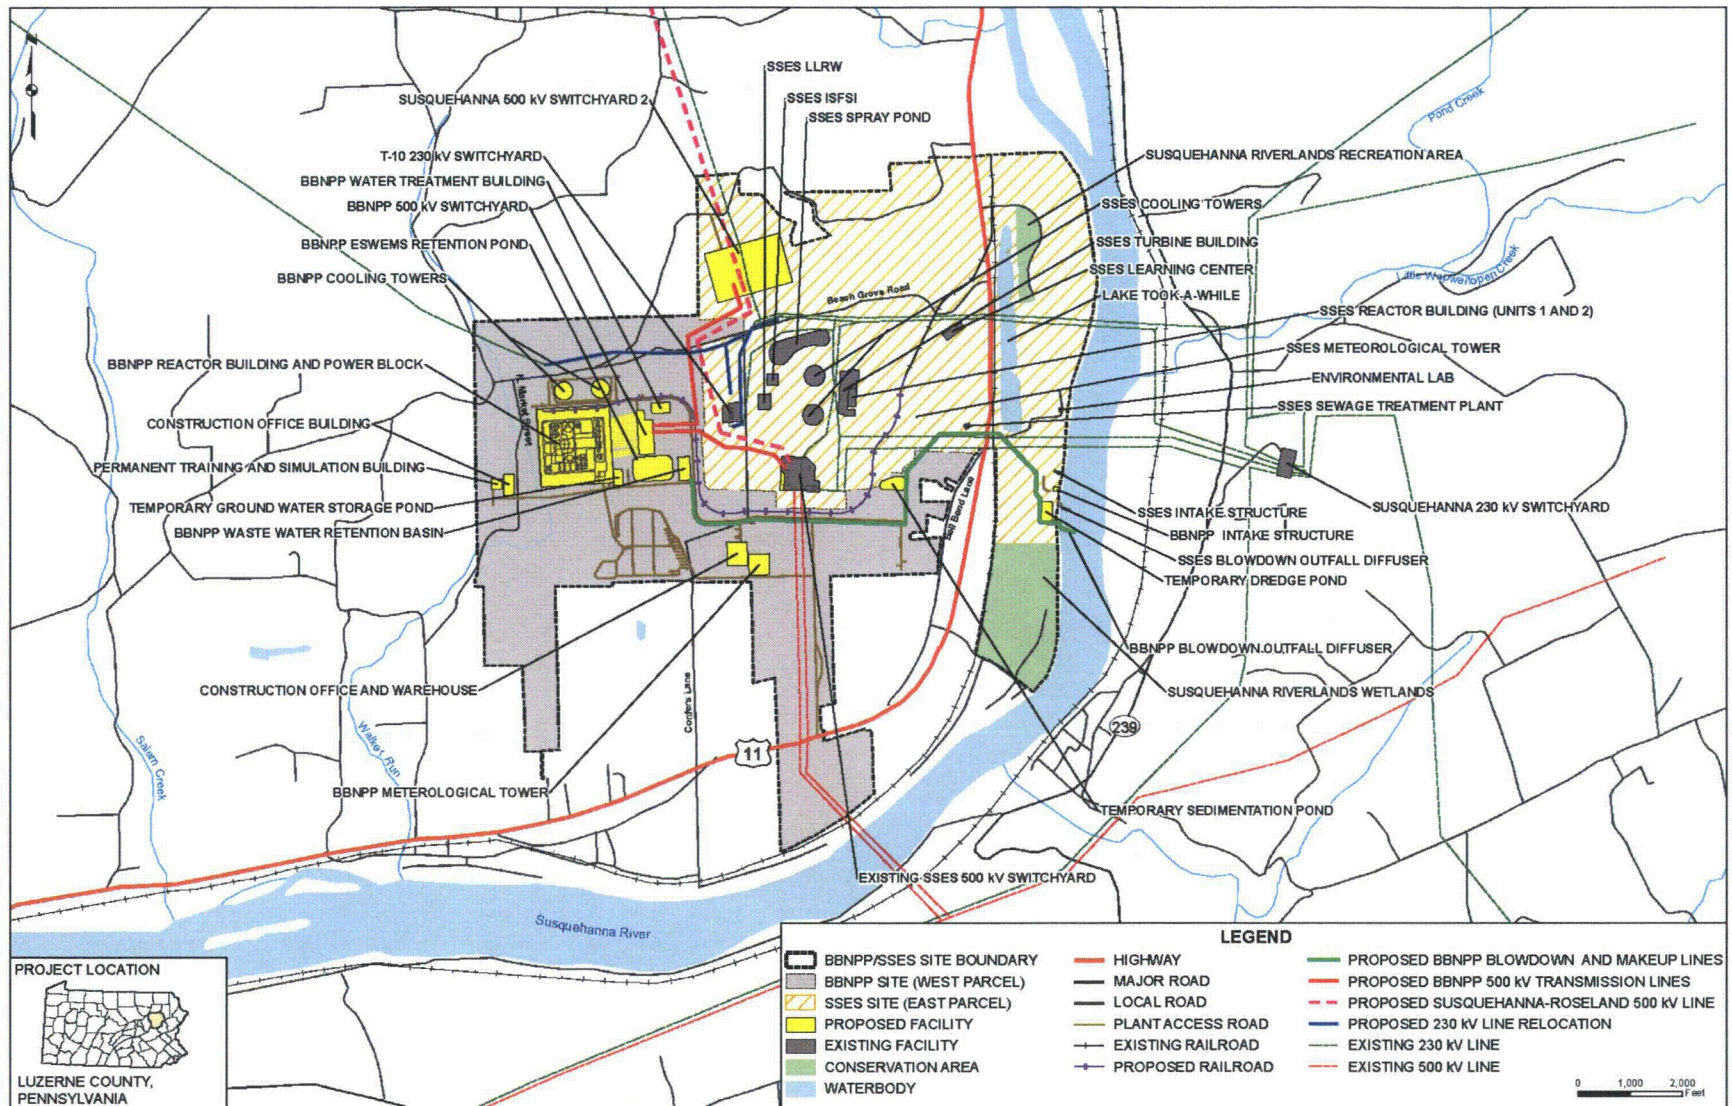 N
SSES LLRW
SUSQUEHANNA 500 kV SWITCHYARD 2
SSES ISFSI
SSES SPRAY POND
T-10 230 kV SWITCHYARD
BBNPP WATER TREATMENT BUILDING
BBNPP 500 kV SWITCHYARD
BBNPP ESWEMS RETENTION POND
BBNPP COOLING TOWERS
BBNPP REACTOR BUILDING AND POWER BLOCK
CONSTRUCTION OFFICE BUILDING
PERMANENT TRAINING AND SIMULATION BUILDING
TEMPORARY GROUND WATER STORAGE POND
BBNPP WASTE WATER RETENTION BASIN
CONSTRUCTION OFFICE AND WAREHOUSE
BBNPP METEROLOGICAL TOWER
Pond Creek
SUSQUEHANNA RIVERLANDS RECREATION AREA
SSES COOLING TOWERS
SSES TURBINE BUILDING
SSES LEARNING CENTER
Little Wapwallopen Creek
LAKE TOOK-A-WHILE
SSES REACTOR BUILDING (UNITS 1 AND 2)
SSES METEOROLOGICAL TOWER
ENVIRONMENTAL LAB
SSES SEWAGE TREATMENT PLANT
SUSQUEHANNA 230 kV SWITCHYARD
SSES INTAKE STRUCTURE
BBNPP INTAKE STRUCTURE
SSES BLOWDOWN OUTFALL DIFFUSER
TEMPORARY DREDGE POND
BBNPP BLOWDOWN OUTFALL DIFFUSER
SUSQUEHANNA RIVERLANDS WETLANDS
239
TEMPORARY SEDIMENTATION POND
EXISTING SSES 500 kV SWITCHYARD
Beach Grove Road
N. Market Street
Bell Bend Lane
Confers Lane
11
Salem Creek
Walker Run
Susquehanna River
PROJECT LOCATION
LUZERNE COUNTY,
PENNSYLVANIA
LEGEND
BBNPP/SSES SITE BOUNDARY
BBNPP SITE (WEST PARCEL)
SSES SITE (EAST PARCEL)
PROPOSED FACILITY
EXISTING FACILITY
CONSERVATION AREA
WATERBODY
HIGHWAY
MAJOR ROAD
LOCAL ROAD
PLANT ACCESS ROAD
EXISTING RAILROAD
PROPOSED RAILROAD
PROPOSED BBNPP BLOWDOWN AND MAKEUP LINES
PROPOSED BBNPP 500 kV TRANSMISSION LINES
PROPOSED SUSQUEHANNA-ROSELAND 500 kV LINE
PROPOSED 230 kV LINE RELOCATION
EXISTING 230 kV LINE
EXISTING 500 kV LINE
0 1,000 2,000
Feet